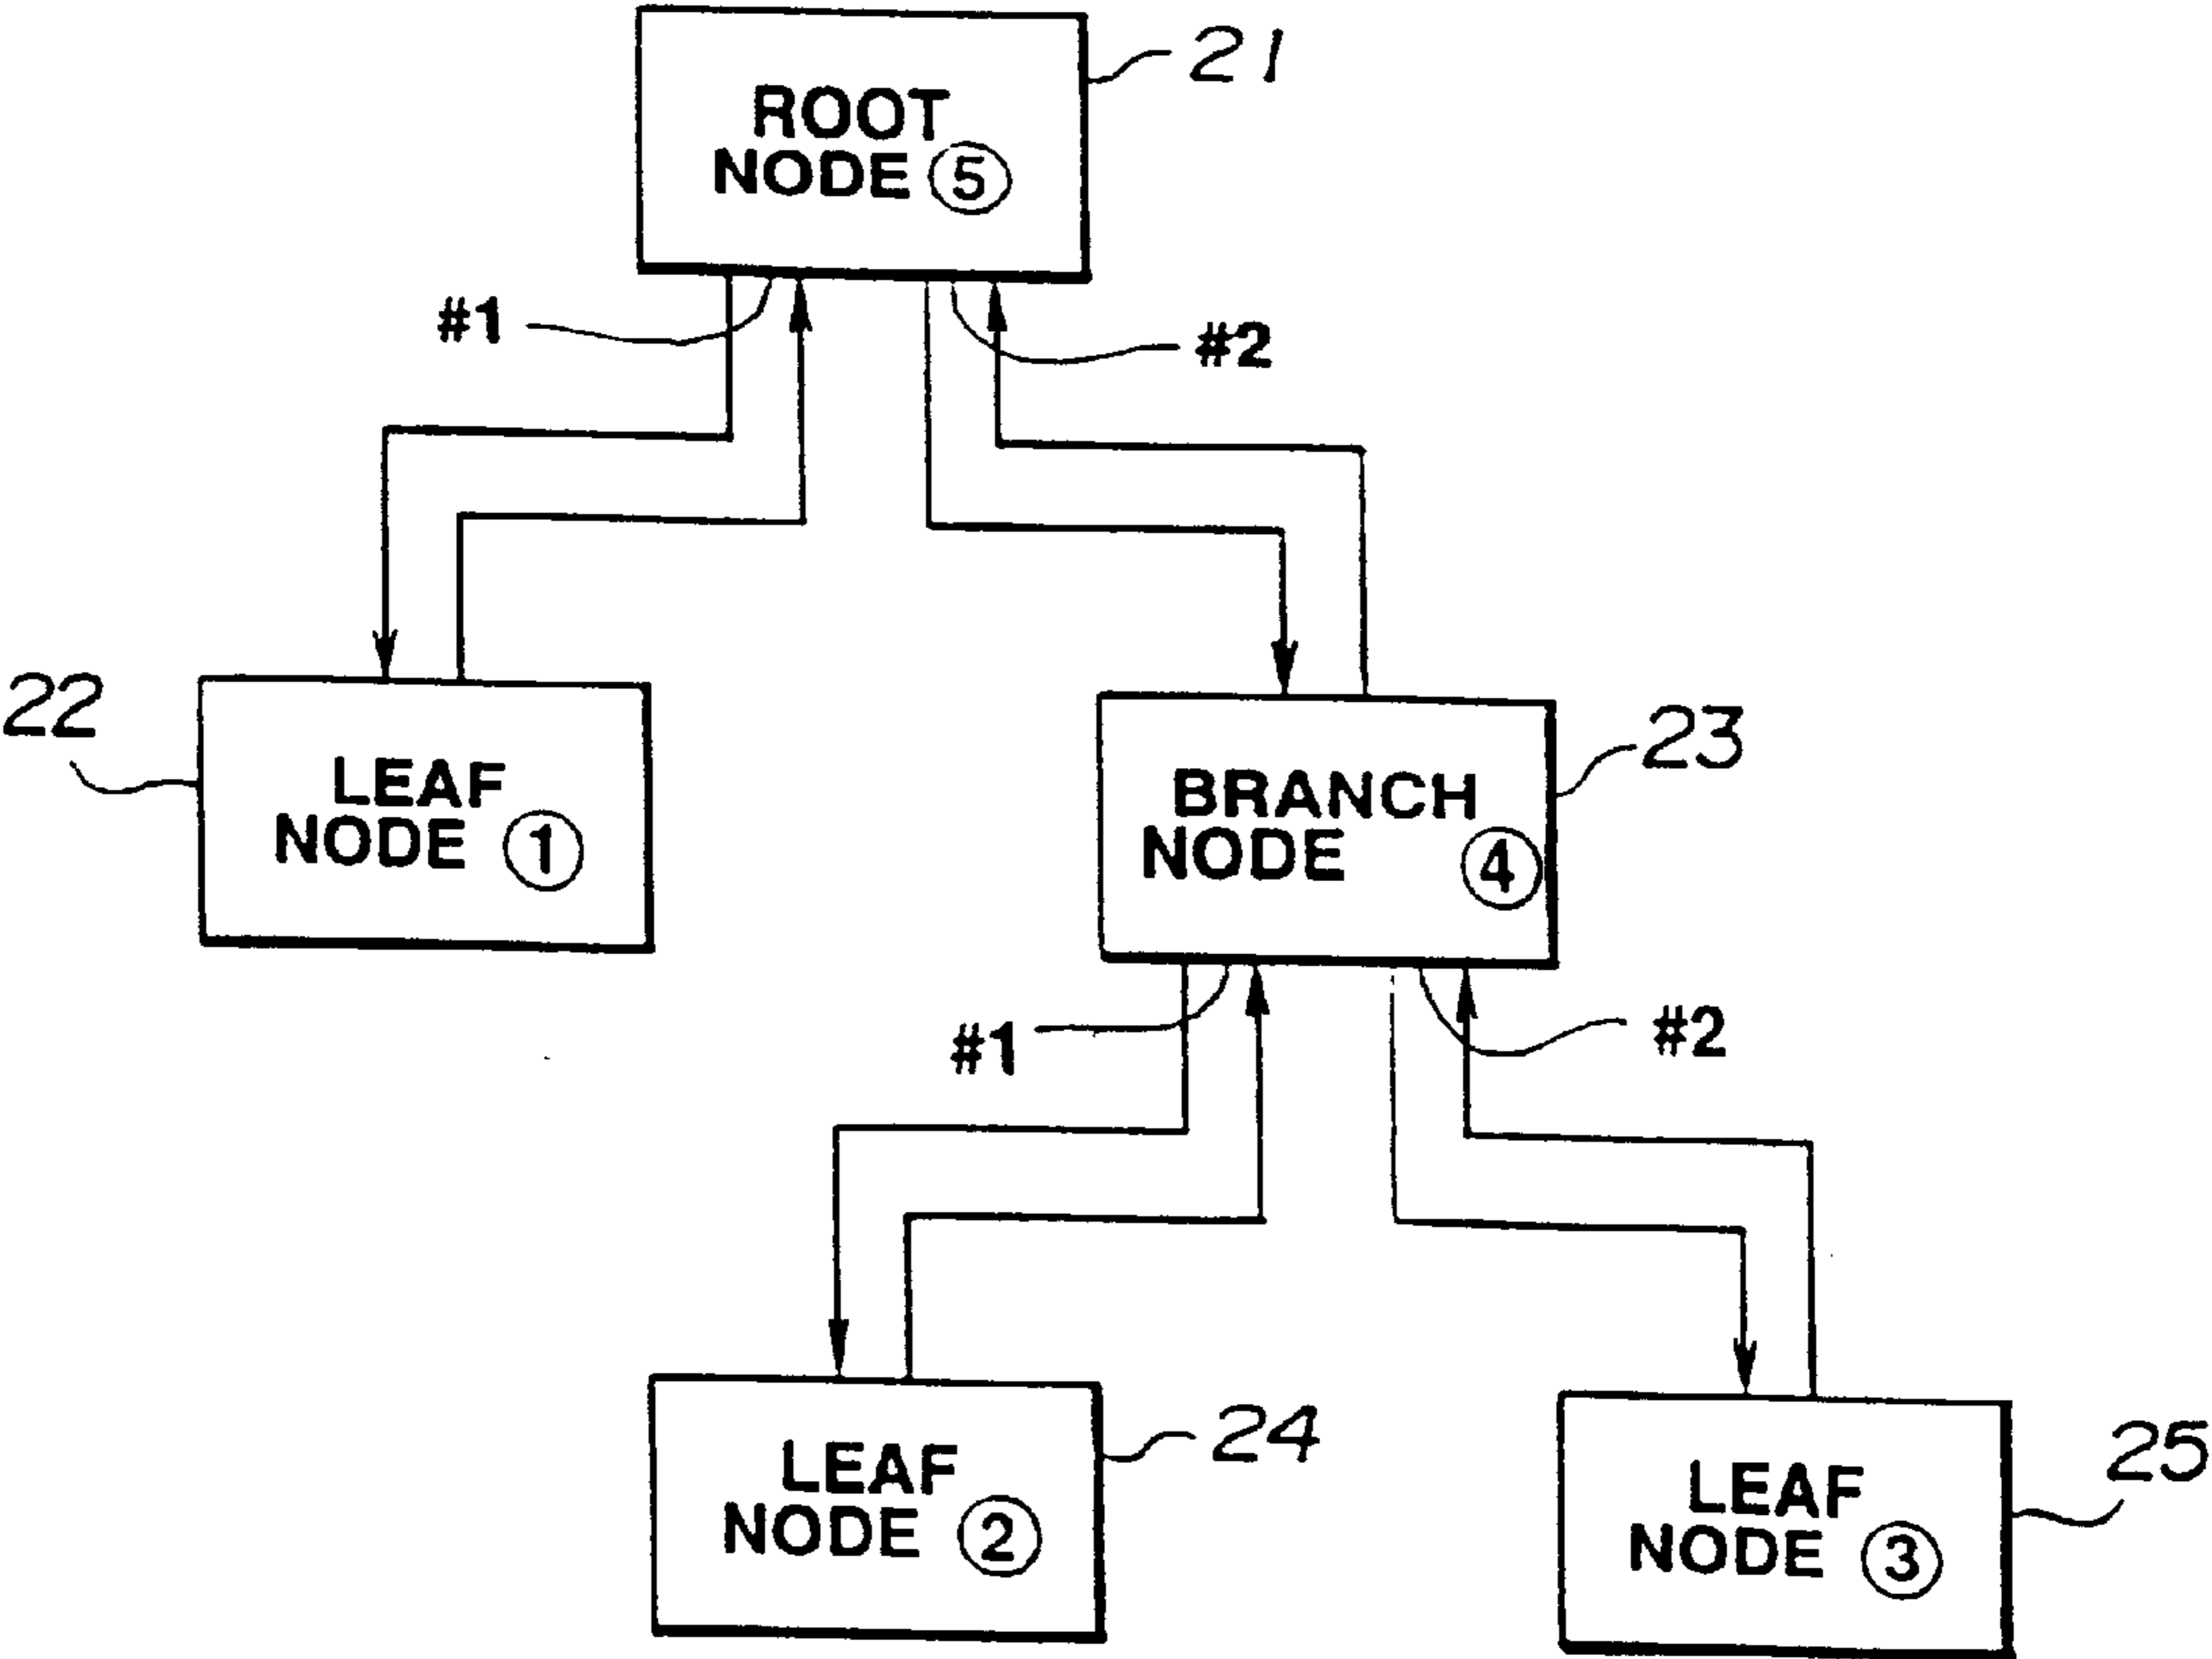 21
ROOT
NODE ⑤
#1
#2
22
LEAF
NODE ①
23
BRANCH
NODE ④
#1
#2
24
LEAF
NODE ②
25
LEAF
NODE ③